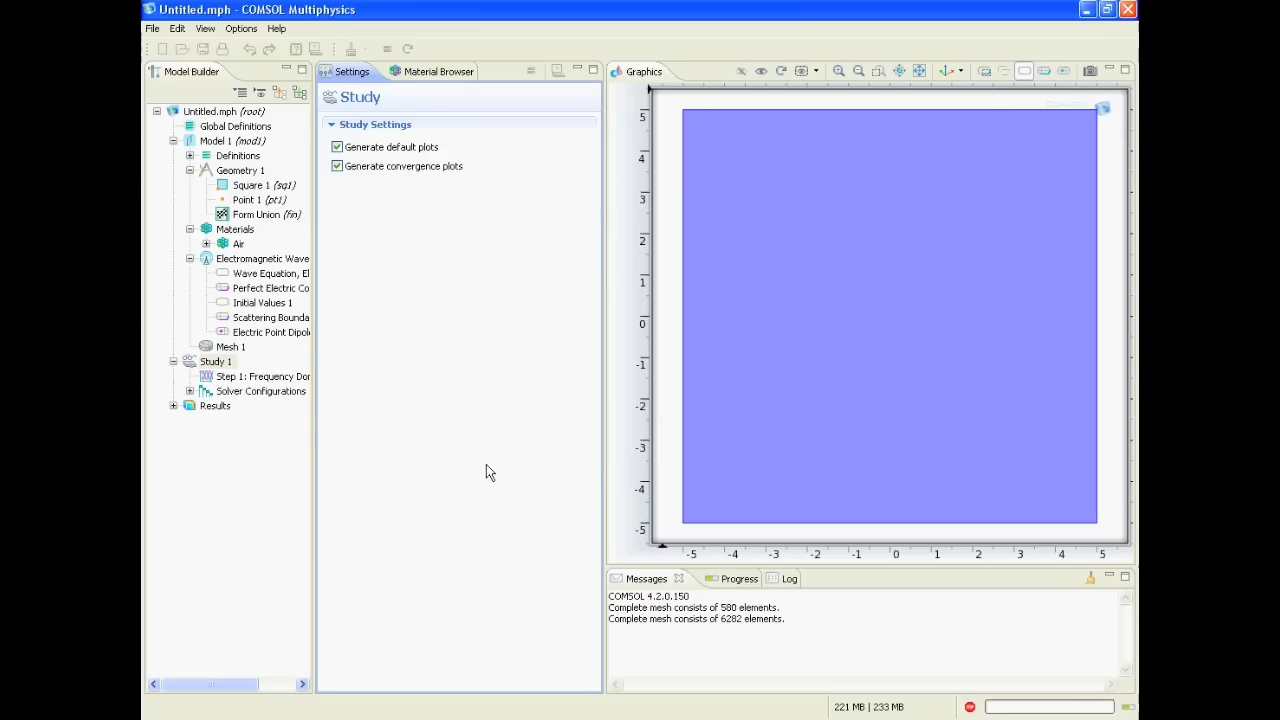 Untitled.mph - COMSOL Multiphysics
File Edit View Options Help
Model Builder
Untitled.mph (root)
Global Definitions
Model 1 (mod1)
Definitions
Geometry 1
Square 1 (sq1)
Point 1 (pt1)
Form Union (fin)
Materials
Air
Electromagnetic Wave
Wave Equation, El
Perfect Electric Co
Initial Values 1
Scattering Bounda
Electric Point Dipol
Mesh 1
Study 1
Step 1: Frequency Don
Solver Configurations
Results
Settings Material Browser
Study
Study Settings
Generate default plots
Generate convergence plots
Graphics
5
4
3
2
1
0
-1
-2
-3
-4
-5
-5 -4 -3 -2 -1 0 1 2 3 4 5
Messages Progress Log
COMSOL 4.2.0.150
Complete mesh consists of 580 elements.
Complete mesh consists of 6282 elements.
221 MB | 233 MB